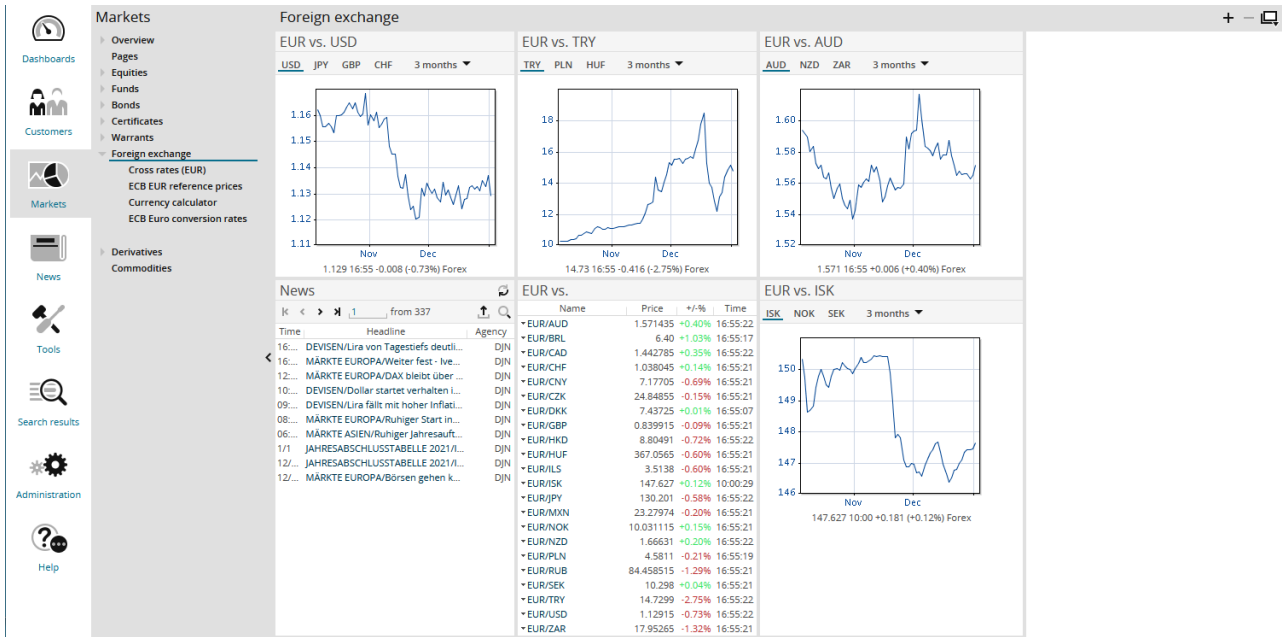 Dashboards
Customers
Markets
News
Tools
Search results
Administration
Help
Markets
Overview
Pages
Equities
Funds
Bonds
Certificates
Warrants
Foreign exchange
Cross rates (EUR)
ECB EUR reference prices
Currency calculator
ECB Euro conversion rates
Derivatives
Commodities
Foreign exchange
EUR vs. USD
USD JPY GBP CHF 3 months
1.16
1.15
1.14
1.13
1.12
1.11
Nov Dec
1.129 16:55 -0.008 (-0.73%) Forex
EUR vs. TRY
TRY PLN HUF 3 months
18
16
14
12
10
Nov Dec
14.73 16:55 -0.416 (-2.75%) Forex
EUR vs. AUD
AUD NZD ZAR 3 months
1.60
1.58
1.56
1.54
1.52
Nov Dec
1.571 16:55 +0.006 (+0.40%) Forex
News
1 from 337
Time Headline Agency
16:... DEVISEN/Lira von Tagestiefs deutli... DJN
16:... MÄRKTE EUROPA/Weiter fest - Ive... DJN
12:... MÄRKTE EUROPA/DAX bleibt über ... DJN
10:... DEVISEN/Dollar startet verhalten i... DJN
09:... DEVISEN/Lira fällt mit hoher Inflati... DJN
08:... MÄRKTE EUROPA/Ruhiger Start in... DJN
06:... MÄRKTE ASIEN/Ruhiger Jahresauft... DJN
1/1 JAHRESABSCHLUSSTABELLE 2021/I... DJN
12/... JAHRESABSCHLUSSTABELLE 2021/I... DJN
12/... MÄRKTE EUROPA/Börsen gehen k... DJN
EUR vs.
Name Price +/-% Time
EUR/AUD 1.571435 +0.40% 16:55:22
EUR/BRL 6.40 +1.03% 16:55:17
EUR/CAD 1.442785 +0.35% 16:55:22
EUR/CHF 1.038045 +0.14% 16:55:21
EUR/CNY 7.17705 -0.69% 16:55:21
EUR/CZK 24.84855 -0.15% 16:55:21
EUR/DKK 7.43725 +0.01% 16:55:07
EUR/GBP 0.839915 -0.09% 16:55:21
EUR/HKD 8.80491 -0.72% 16:55:22
EUR/HUF 367.0565 -0.60% 16:55:21
EUR/ILS 3.5138 -0.60% 16:55:21
EUR/ISK 147.627 +0.12% 10:00:29
EUR/JPY 130.201 -0.58% 16:55:22
EUR/MXN 23.27974 -0.20% 16:55:21
EUR/NOK 10.031115 +0.15% 16:55:21
EUR/NZD 1.66631 +0.20% 16:55:22
EUR/PLN 4.5811 -0.21% 16:55:19
EUR/RUB 84.458515 -1.29% 16:55:21
EUR/SEK 10.298 +0.04% 16:55:21
EUR/TRY 14.7299 -2.75% 16:55:22
EUR/USD 1.12915 -0.73% 16:55:22
EUR/ZAR 17.95265 -1.32% 16:55:21
EUR vs. ISK
ISK NOK SEK 3 months
150
149
148
147
146
Nov Dec
147.627 10:00 +0.181 (+0.12%) Forex